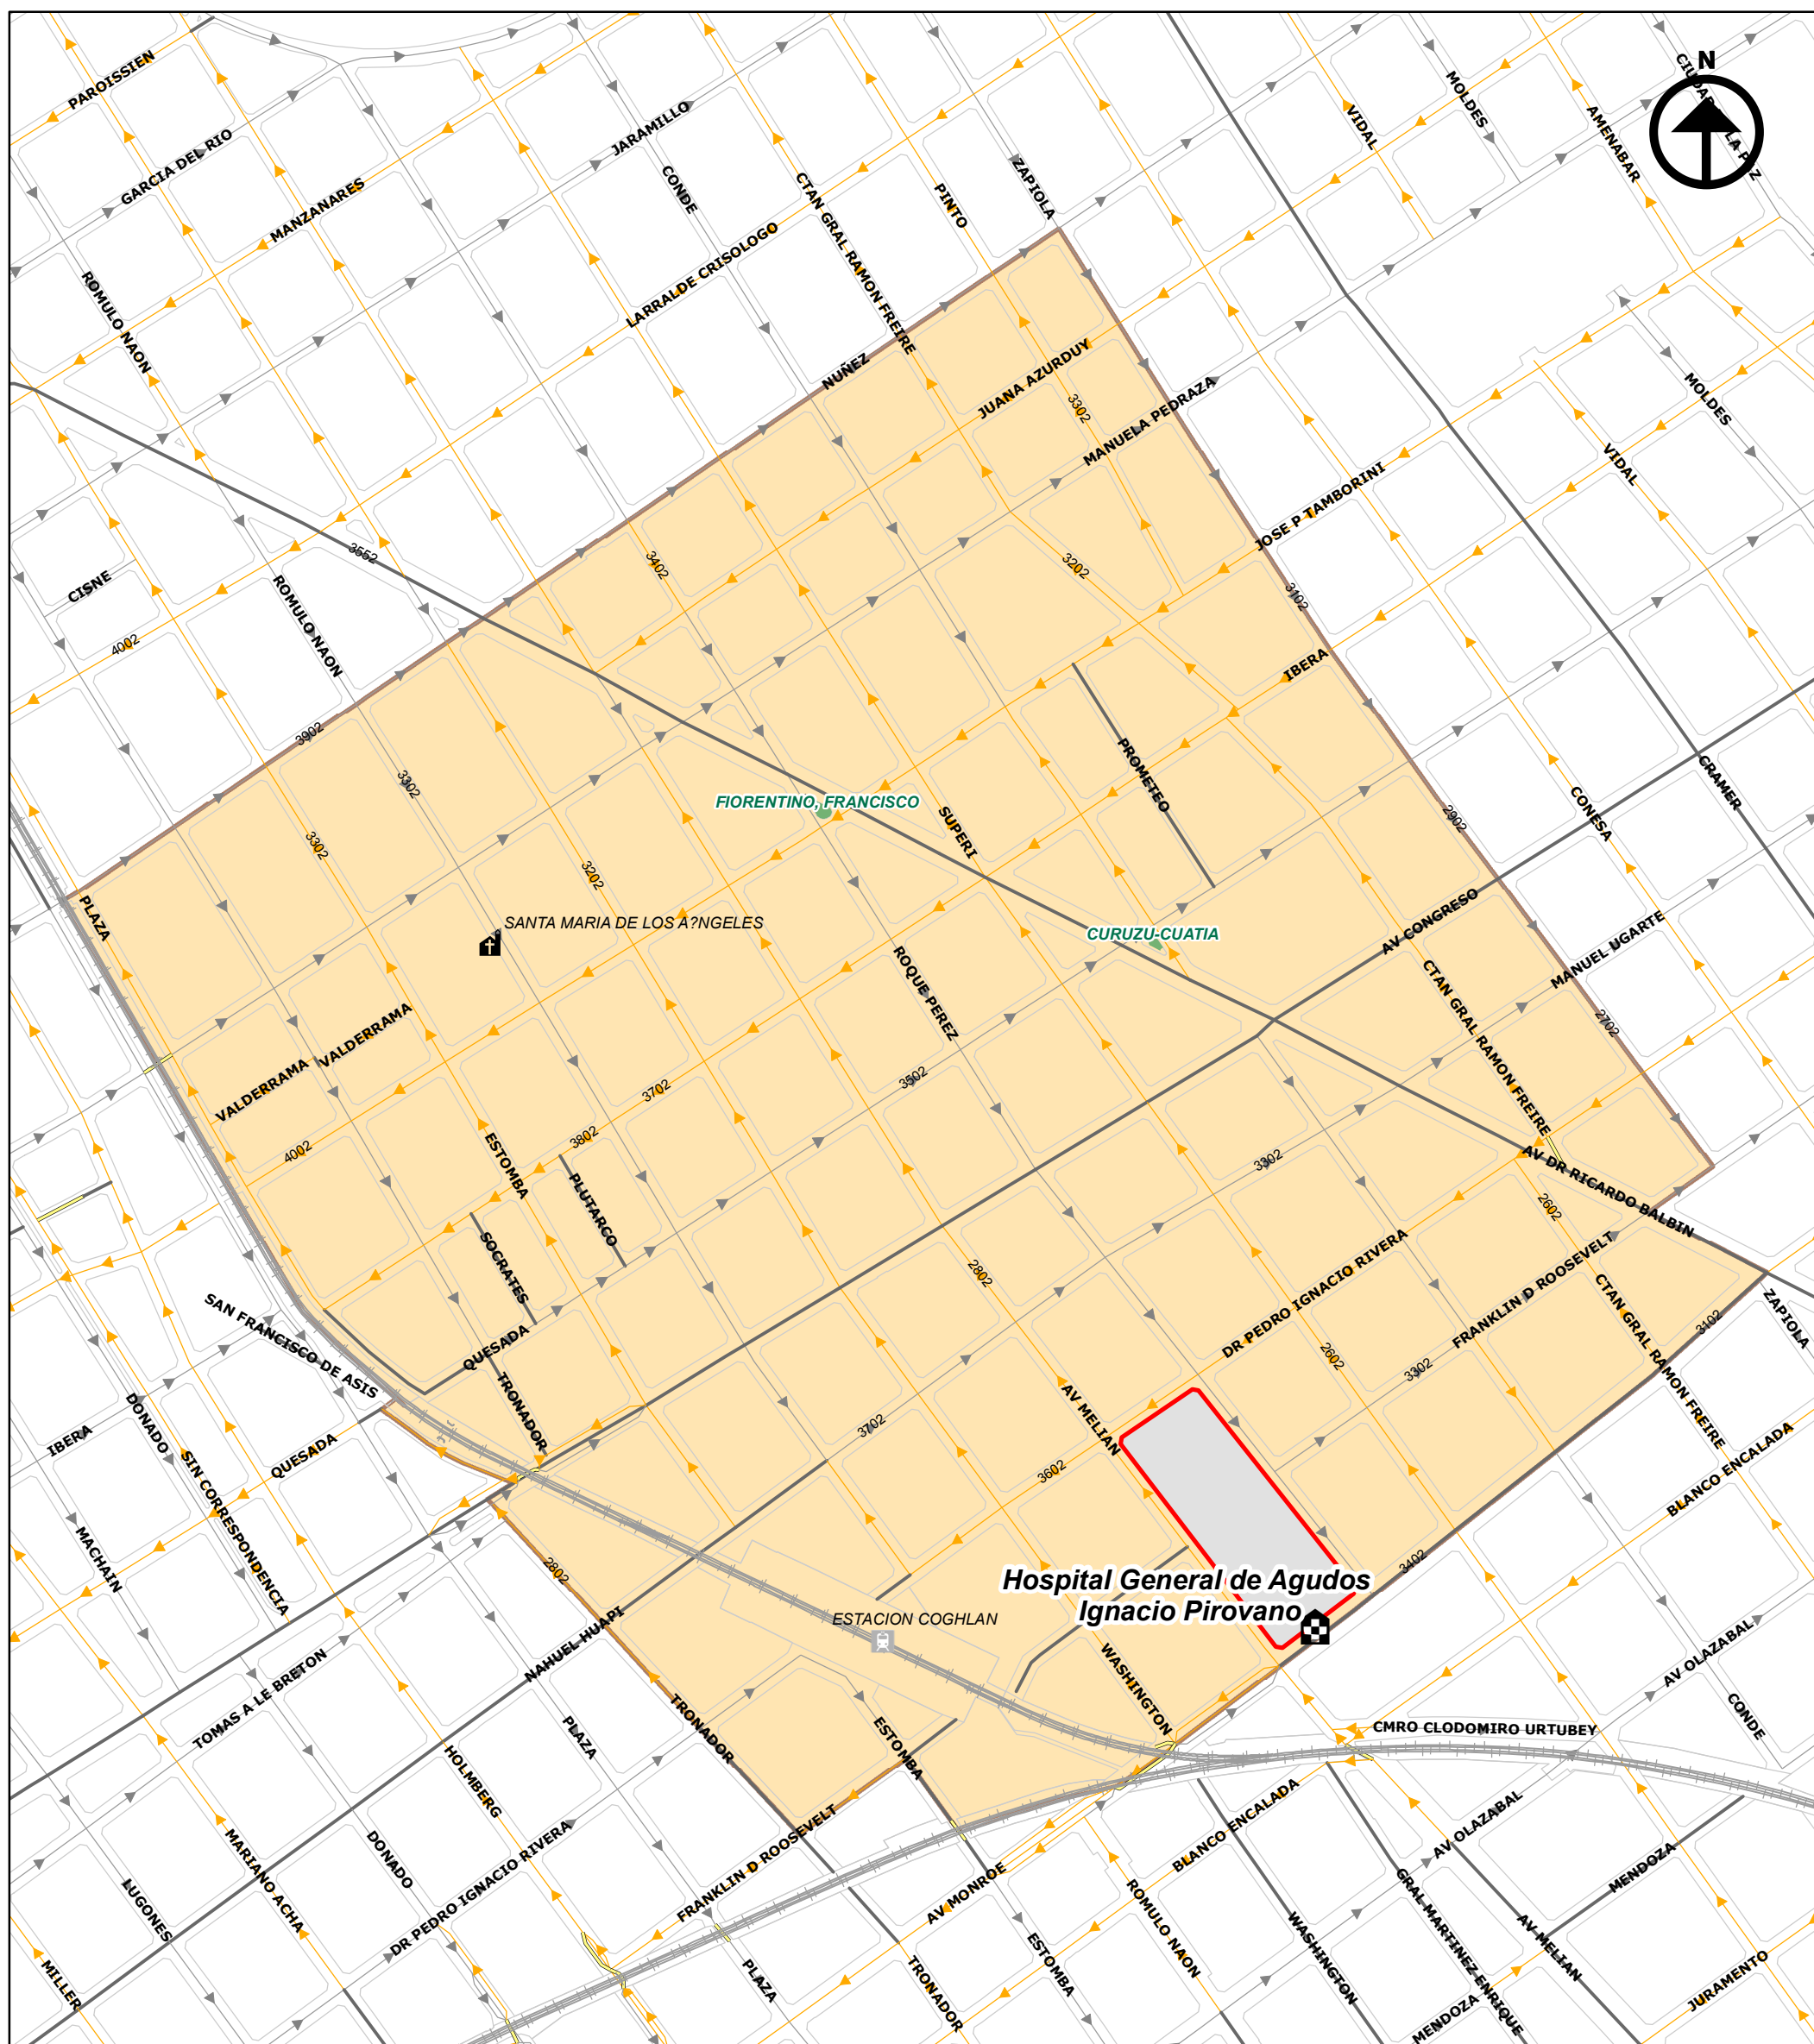 N
PAROISSIEN
GARCIA DEL RIO
MANZANARES
JARAMILLO
CONDE
CTAN GRAL RAMON FREIRE
PINTO
ZAPIOLA
VIDAL
MOLDES
AMENABAR
ROMULO NAON
LARRALDE CRISOLOGO
NUÑEZ
JUANA AZURDUY
3302
MANUELA PEDRAZA
MOLDES
VIDAL
JOSE P TAMBORINI
3552
CISNE
ROMULO NAON
4002
3402
3202
3102
IBERA
3902
3302
3302
3202
PROMETEO
FIORENTINO, FRANCISCO
SUPERI
CONESA
CRAMER
2902
PLAZA
SANTA MARIA DE LOS A?NGELES
CURUZU-CUATIA
AV CONGRESO
MANUEL UGARTE
ROQUE PEREZ
CTAN GRAL RAMON FREIRE
2702
VALDERRAMA
VALDERRAMA
3702
3502
3802
4002
ESTOMBA
PLUTARCO
SOCRATES
3302
AV DR RICARDO BALBIN
2602
2802
DR PEDRO IGNACIO RIVERA
FRANKLIN D ROOSEVELT
CTAN GRAL RAMON FREIRE
ZAPIOLA
3102
SAN FRANCISCO DE ASIS
QUESADA
TRONADOR
2602
3302
AV MELIAN
3702
3602
IBERA
DONADO
QUESADA
SIN CORRESPONDENCIA
MACHAIN
BLANCO ENCALADA
3402
2802
Hospital General de Agudos
Ignacio Pirovano
ESTACION COGHLAN
NAHUEL HUAPI
TOMAS A LE BRETON
WASHINGTON
AV OLAZABAL
CONDE
CMRO CLODOMIRO URTUBEY
TRONADOR
PLAZA
ESTOMBA
HOLMBERG
BLANCO ENCALADA
AV OLAZABAL
FRANKLIN D ROOSEVELT
DR PEDRO IGNACIO RIVERA
DONADO
MARIANO ACHA
LUGONES
MILLER
AV MONROE
ROMULO NAON
ESTOMBA
PLAZA
TRONADOR
WASHINGTON
GRAL MARTINEZ ENRIQUE
AV MELIAN
MENDOZA
MENDOZA
JURAMENTO